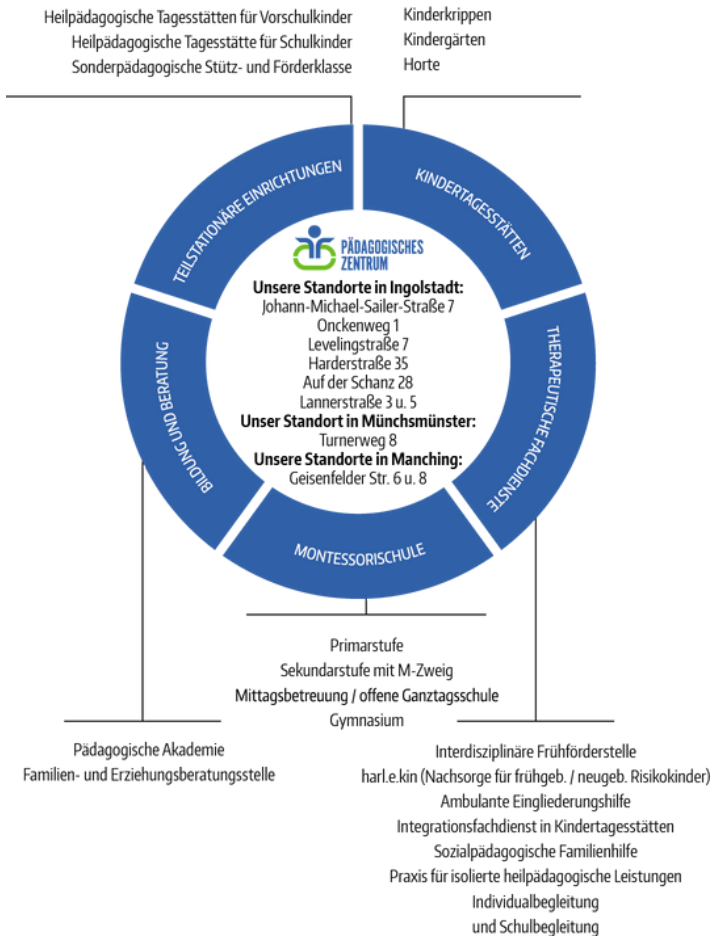 Heilpädagogische Tagesstätten für Vorschulkinder
Heilpädagogische Tagesstätte für Schulkinder
Sonderpädagogische Stütz- und Förderklasse
Kinderkrippen
Kindergärten
Horte
TEILSTATIONÄRE EINRICHTUNGEN
KINDERTAGESSTÄTTEN
PÄDAGOGISCHES
ZENTRUM
Unsere Standorte in Ingolstadt:
Johann-Michael-Sailer-Straße 7
Onckenweg 1
Levelingstraße 7
Harderstraße 35
Auf der Schanz 28
Lannerstraße 3 u. 5
Unser Standort in Münchsmünster:
Turnerweg 8
Unsere Standorte in Manching:
Geisenfelder Str. 6 u. 8
BILDUNG UND BERATUNG
THERAPEUTISCHE FACHDIENSTE
MONTESSORISCHULE
Primarstufe
Sekundarstufe mit M-Zweig
Mittagsbetreuung / offene Ganztagsschule
Gymnasium
Pädagogische Akademie
Familien- und Erziehungsberatungsstelle
Interdisziplinäre Frühförderstelle
harl.e.kin (Nachsorge für frühgeb. / neugeb. Risikokinder)
Ambulante Eingliederungshilfe
Integrationsfachdienst in Kindertagesstätten
Sozialpädagogische Familienhilfe
Praxis für isolierte heilpädagogische Leistungen
Individualbegleitung
und Schulbegleitung